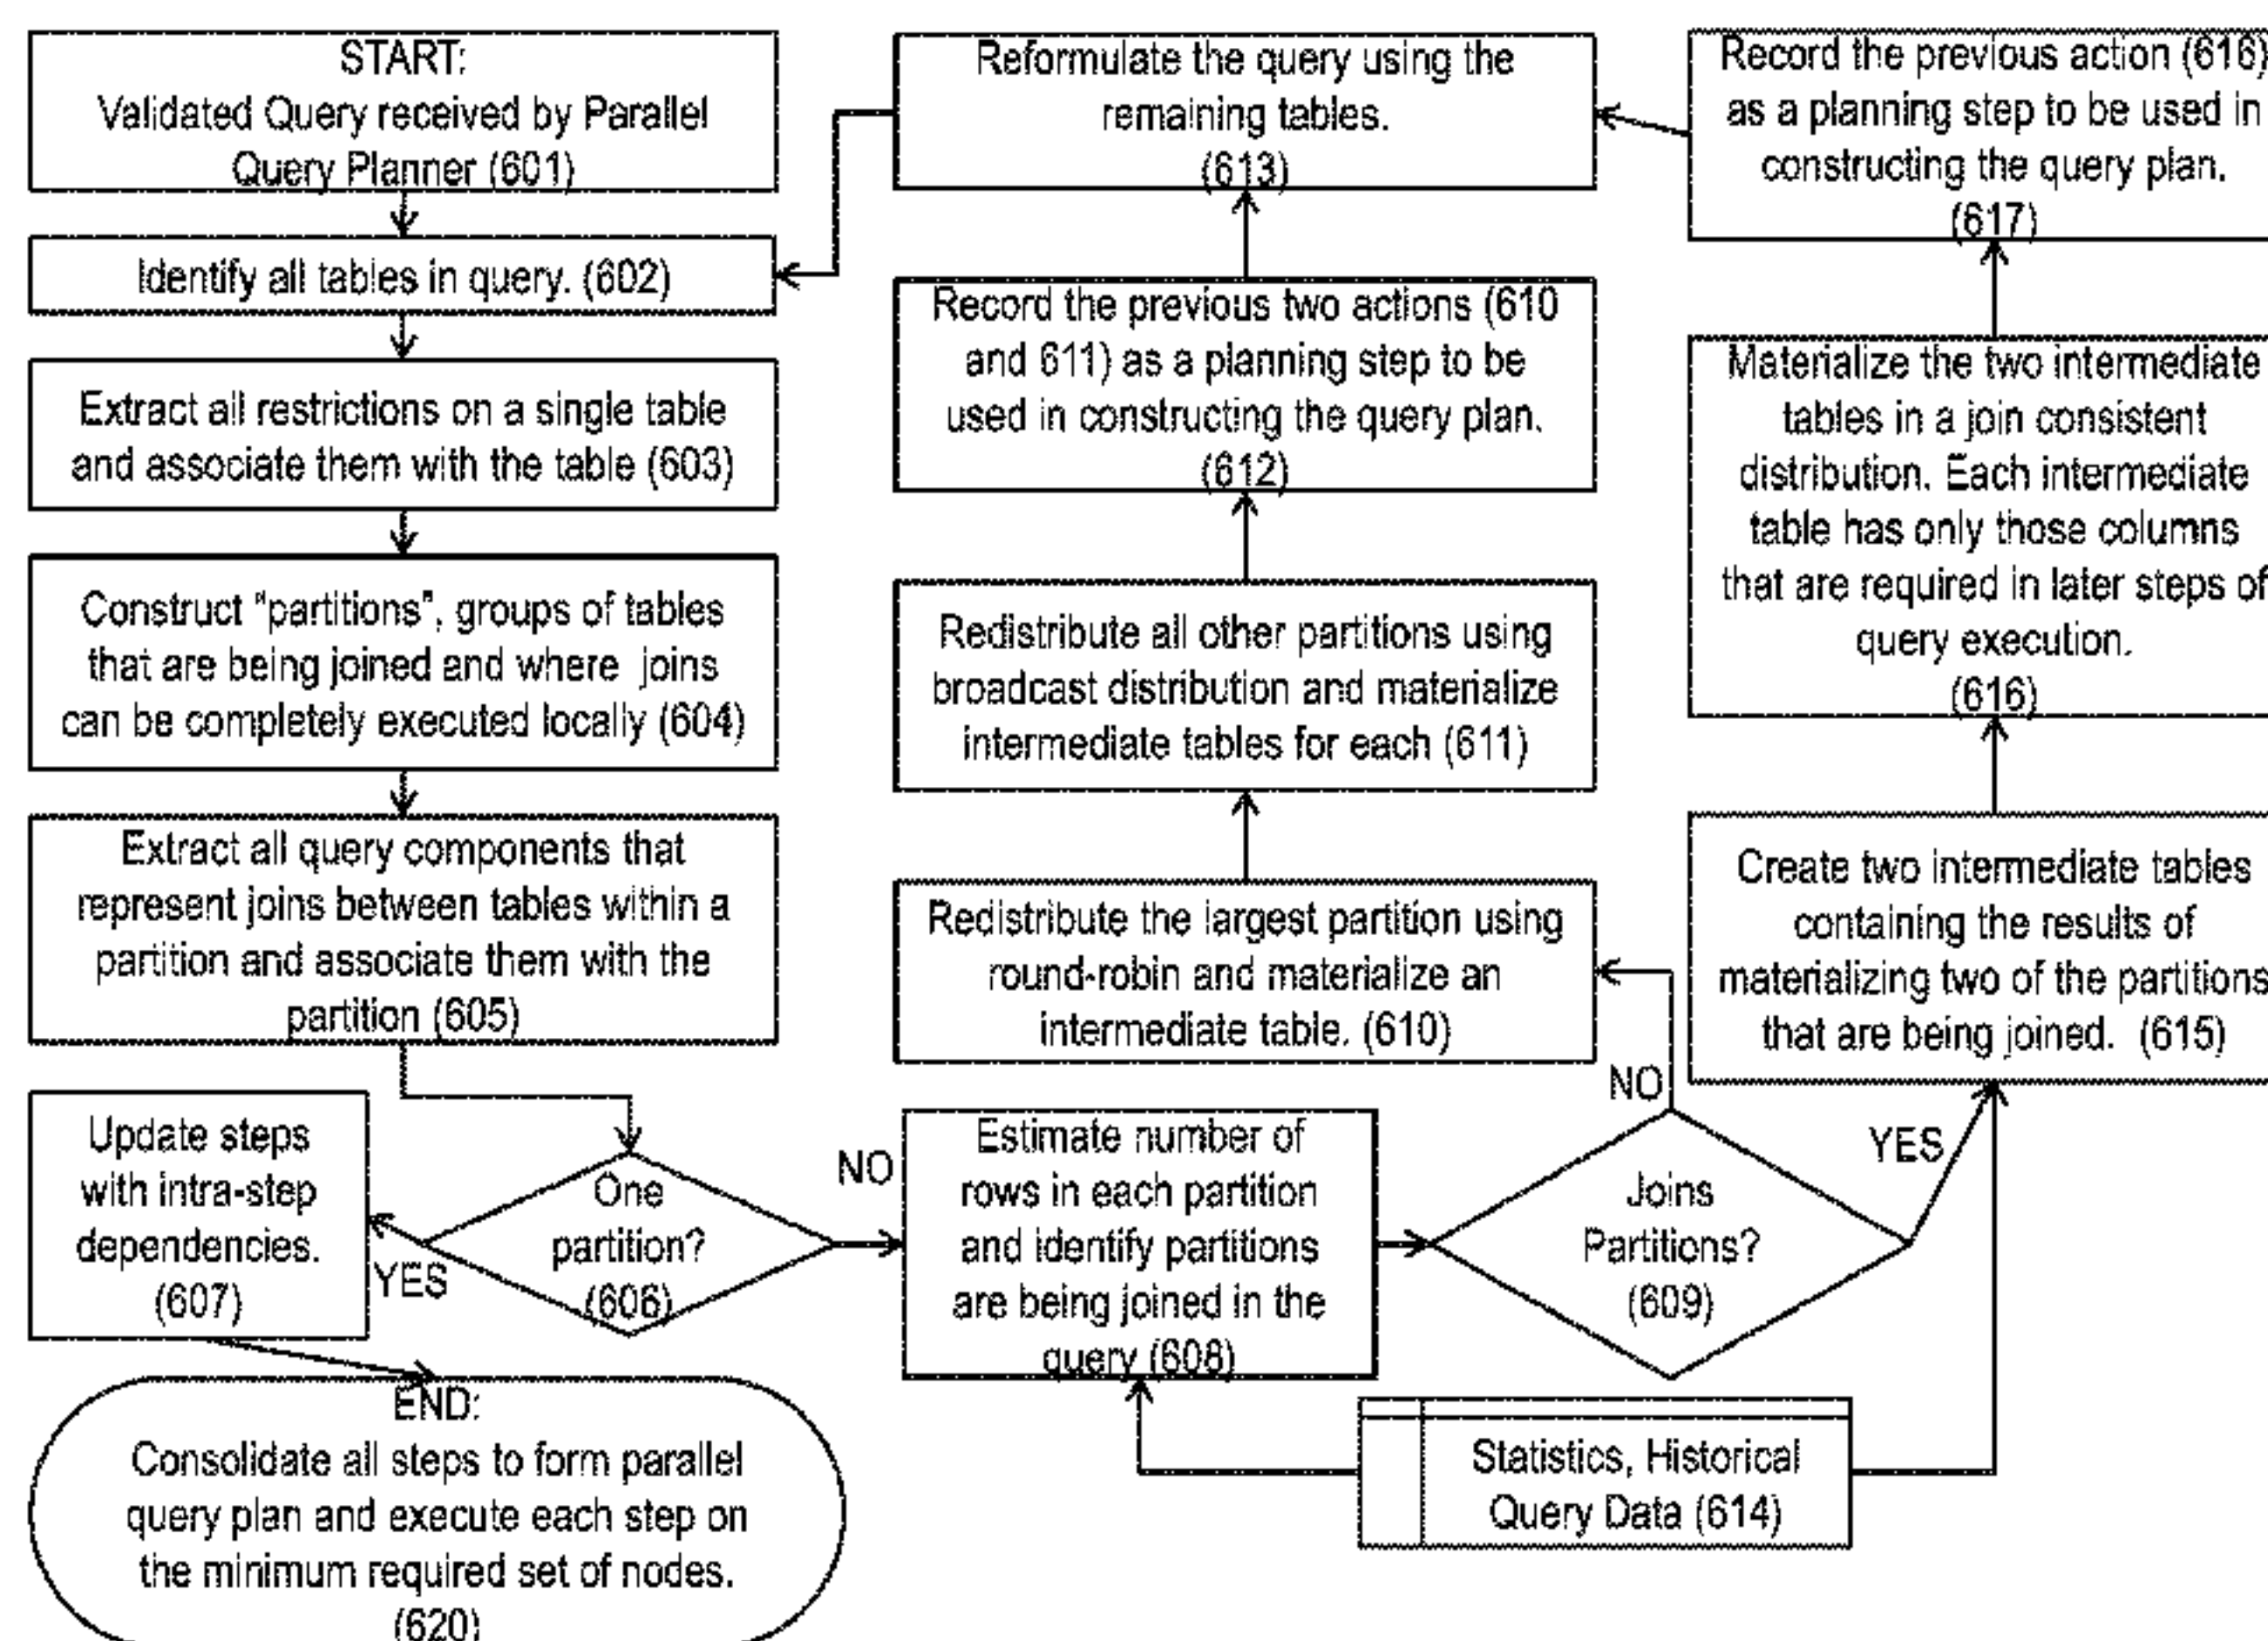 START:
Validated Query received by Parallel
Query Planner (601)
Identify all tables in query. (602)
Extract all restrictions on a single table
and associate them with the table (603)
Construct "partitions", groups of tables
that are being joined and where joins
can be completely executed locally (604)
Extract all query components that
represent joins between tables within a
partition and associate them with the
partition (605)
One
partition?
(606)
YES
NO
Update steps
with intra-step
dependencies.
(607)
END:
Consolidate all steps to form parallel
query plan and execute each step on
the minimum required set of nodes.
(620)
Estimate number of
rows in each partition
and identify partitions
are being joined in the
query (608)
Joins
Partitions?
(609)
NO
YES
Statistics, Historical
Query Data (614)
Redistribute the largest partition using
round-robin and materialize an
intermediate table. (610)
Redistribute all other partitions using
broadcast distribution and materialize
intermediate tables for each (611)
Record the previous two actions (610
and 611) as a planning step to be
used in constructing the query plan.
(612)
Reformulate the query using the
remaining tables.
(613)
Create two intermediate tables
containing the results of
materializing two of the partitions
that are being joined. (615)
Materialize the two intermediate
tables in a join consistent
distribution. Each intermediate
table has only those columns
that are required in later steps of
query execution.
(616)
Record the previous action (616)
as a planning step to be used in
constructing the query plan.
(617)